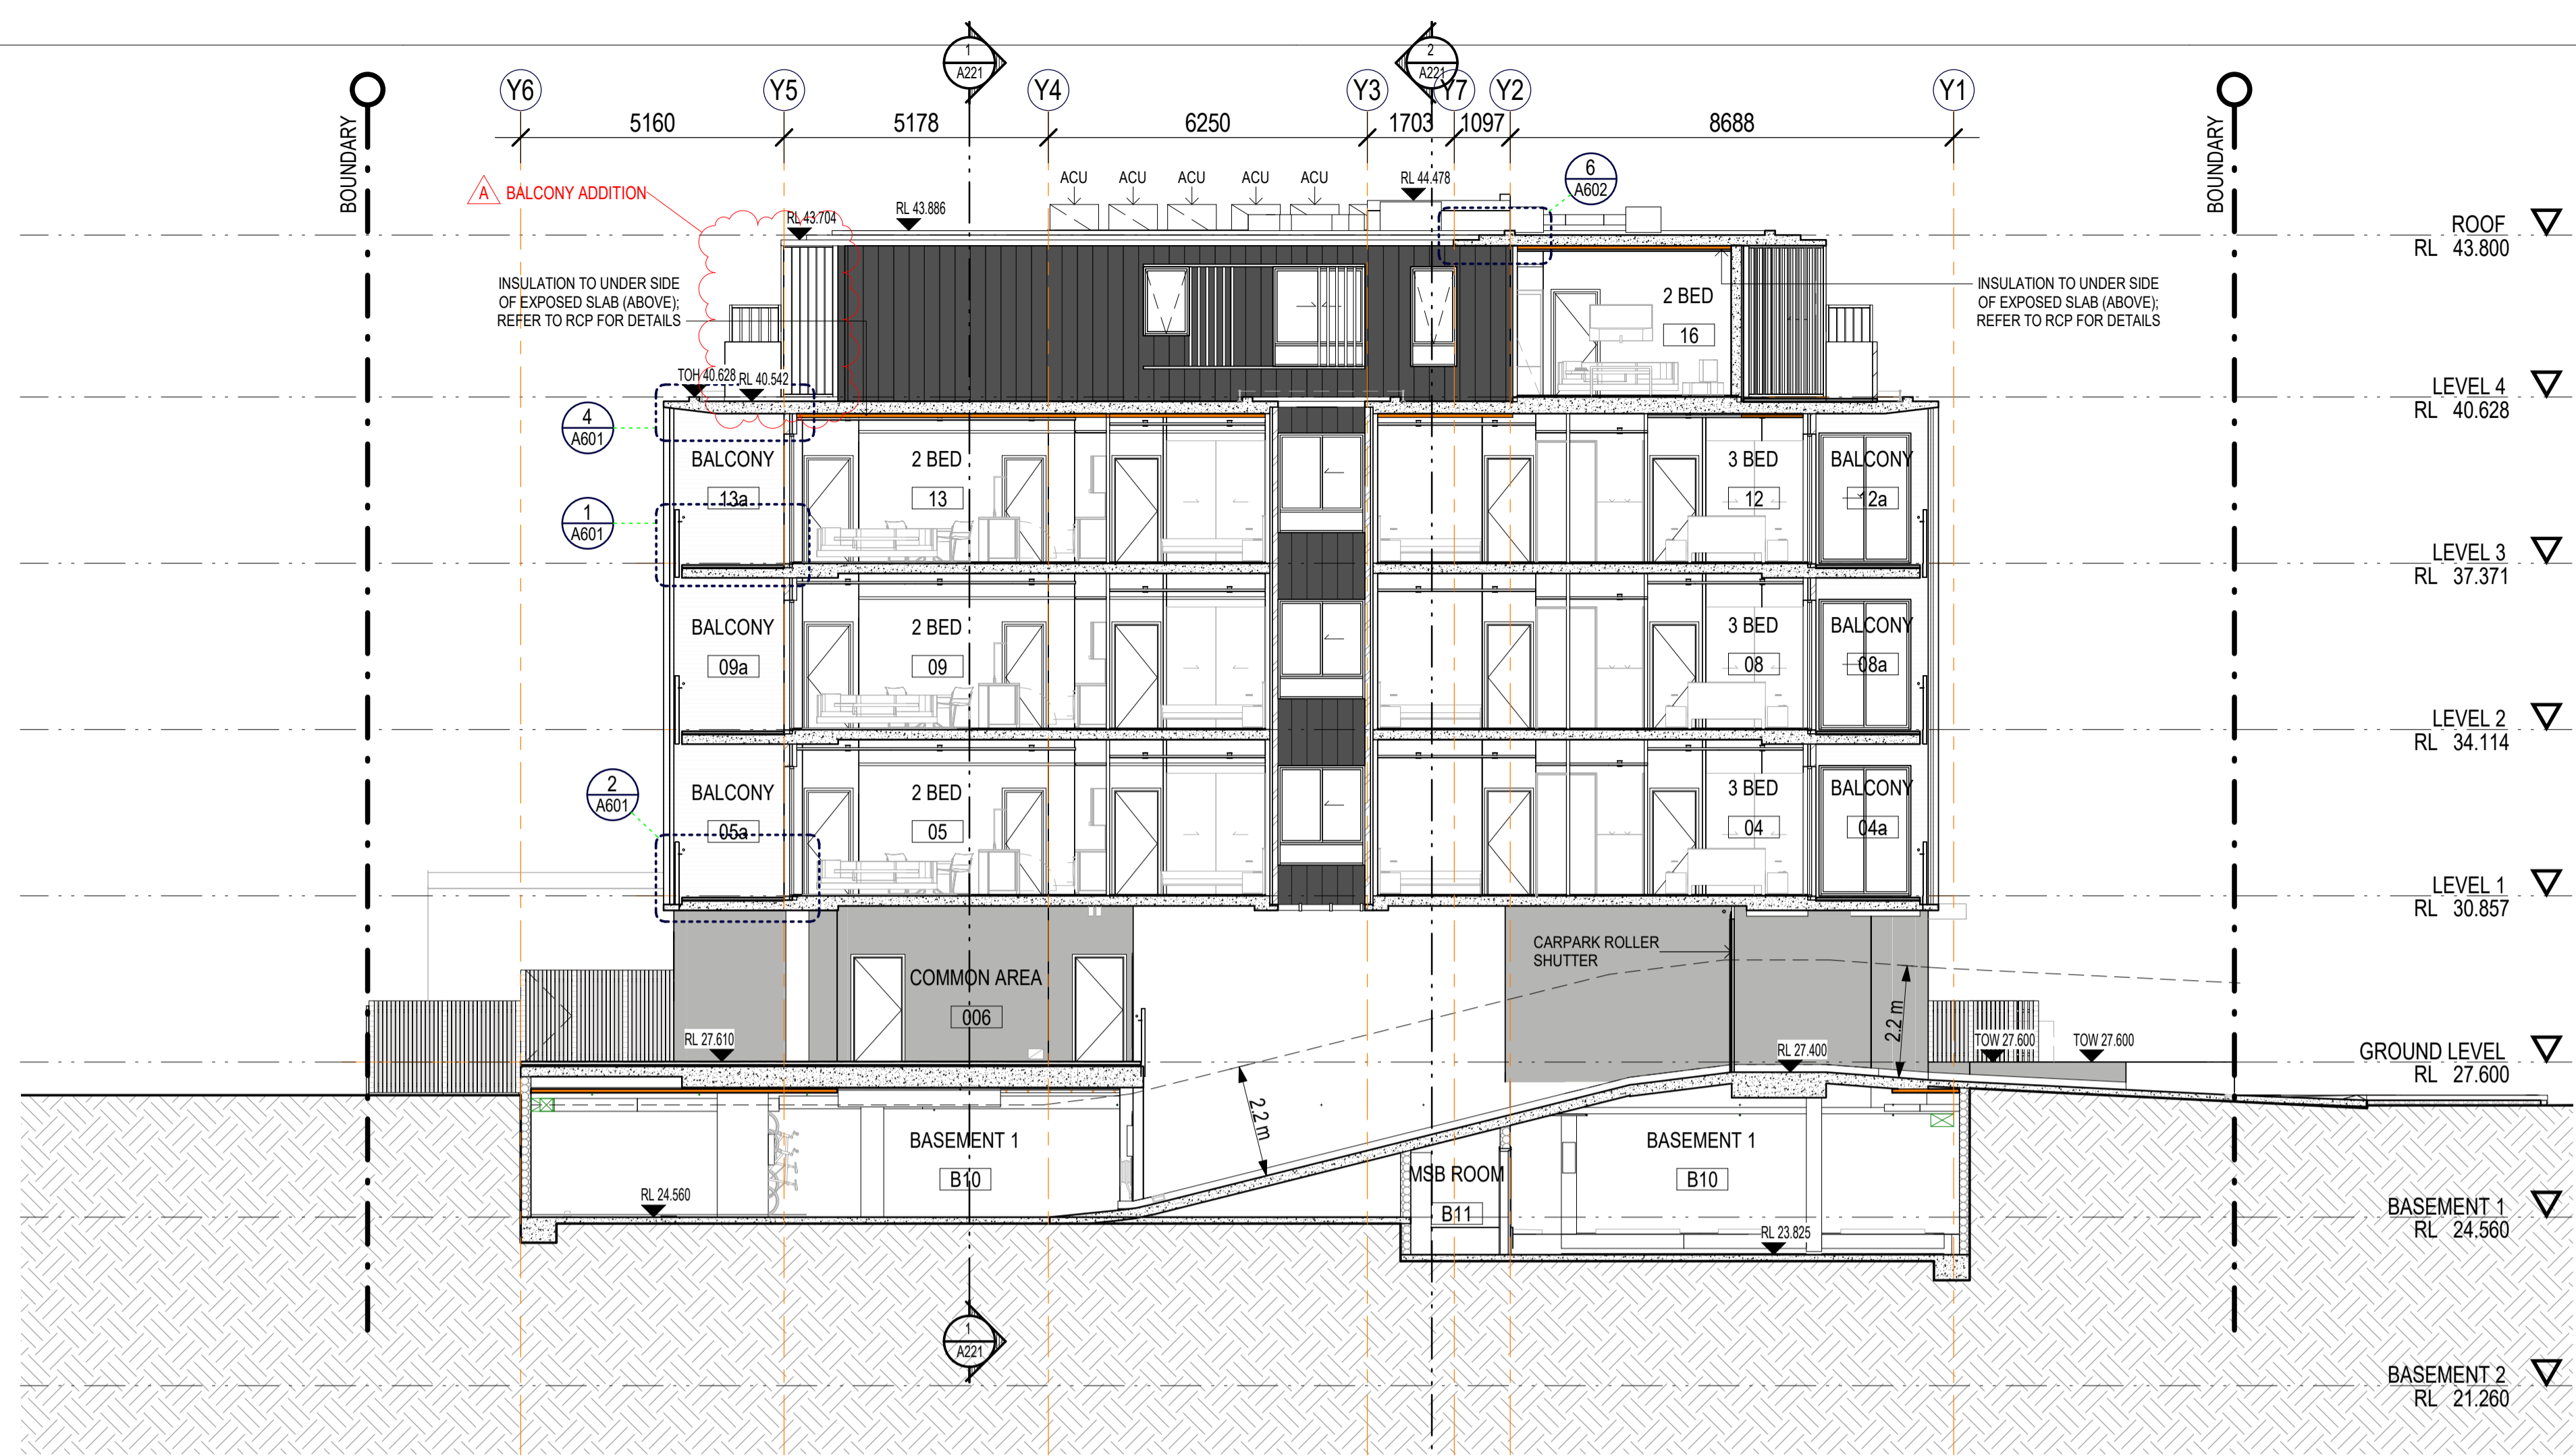 1
A221
2
A221
Y6
Y5
Y4
Y3
Y7
Y2
Y1
BOUNDARY
BOUNDARY
5160
5178
6250
1703
1097
8688
A BALCONY ADDITION
ACU
ACU
ACU
ACU
ACU
RL 44.478
6
A602
RL 43.704
RL 43.886
ROOF
RL 43.800
INSULATION TO UNDER SIDE
OF EXPOSED SLAB (ABOVE);
REFER TO RCP FOR DETAILS
2 BED
16
INSULATION TO UNDER SIDE
OF EXPOSED SLAB (ABOVE);
REFER TO RCP FOR DETAILS
TOH 40.628
RL 40.542
LEVEL 4
RL 40.628
4
A601
BALCONY
13a
2 BED
13
3 BED
12
BALCONY
12a
1
A601
LEVEL 3
RL 37.371
BALCONY
09a
2 BED
09
3 BED
08
BALCONY
08a
LEVEL 2
RL 34.114
2
A601
BALCONY
05a
2 BED
05
3 BED
04
BALCONY
04a
LEVEL 1
RL 30.857
CARPARK ROLLER
SHUTTER
COMMON AREA
006
2.2 m
RL 27.610
RL 27.400
TOW 27.600
TOW 27.600
GROUND LEVEL
RL 27.600
2.2 m
BASEMENT 1
B10
MSB ROOM
B11
BASEMENT 1
B10
RL 24.560
RL 23.825
BASEMENT 1
RL 24.560
1
A221
BASEMENT 2
RL 21.260